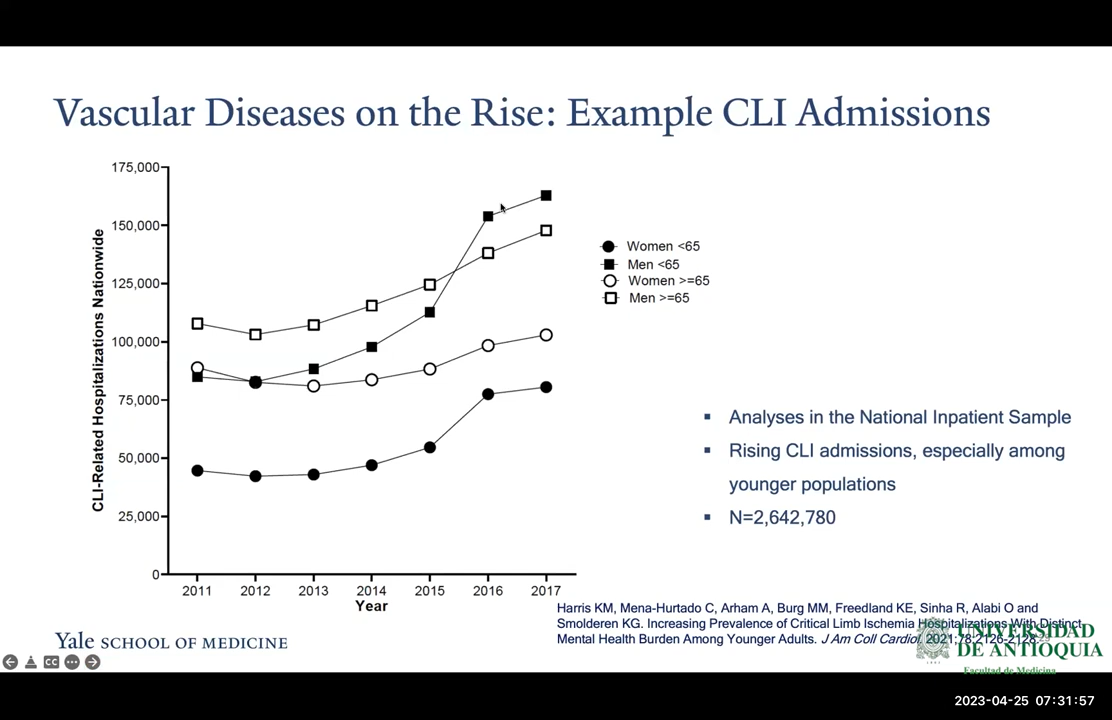 Vascular Diseases on the Rise: Example CLI Admissions
CLI-Related Hospitalizations Nationwide
175,000
150,000
125,000
100,000
75,000
50,000
25,000
0
2011 2012 2013 2014 2015 2016 2017
Year
Women <65
Men <65
Women >=65
Men >=65
▪ Analyses in the National Inpatient Sample
▪ Rising CLI admissions, especially among
younger populations
▪ N=2,642,780
Harris KM, Mena-Hurtado C, Arham A, Burg MM, Freedland KE, Sinha R, Alabi O and
Smolderen KG. Increasing Prevalence of Critical Limb Ischemia Hospitalizations With Distinct
Mental Health Burden Among Younger Adults. J Am Coll Cardiol. 2021;78:2126-2128.
Yale SCHOOL OF MEDICINE
UNIVERSIDAD
DE ANTIOQUIA
Facultad de Medicina
CC
2023-04-25 07:31:57